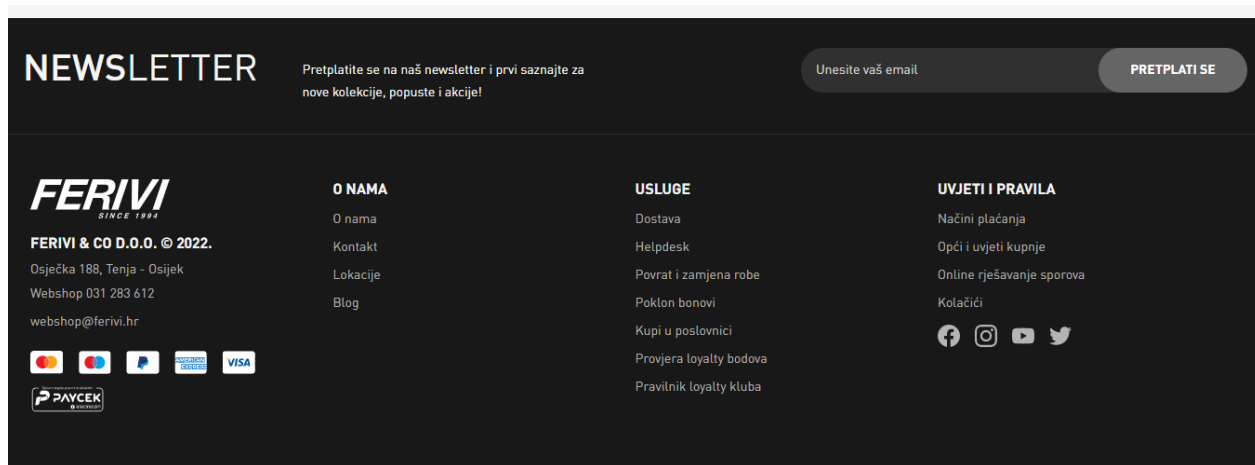 NEWSLETTER
Pretplatite se na naš newsletter i prvi saznajte za
nove kolekcije, popuste i akcije!
Unesite vaš email
PRETPLATI SE
FERIVI
SINCE 1994
FERIVI & CO D.O.O. © 2022.
Osječka 188, Tenja - Osijek
Webshop 031 283 612
webshop@ferivi.hr
AMERICAN
EXPRESS
VISA
PAYCEK
O NAMA
O nama
Kontakt
Lokacije
Blog
USLUGE
Dostava
Helpdesk
Povrat i zamjena robe
Poklon bonovi
Kupi u poslovnici
Provjera loyalty bodova
Pravilnik loyalty kluba
UVJETI I PRAVILA
Načini plaćanja
Opći i uvjeti kupnje
Online rješavanje sporova
Kolačići